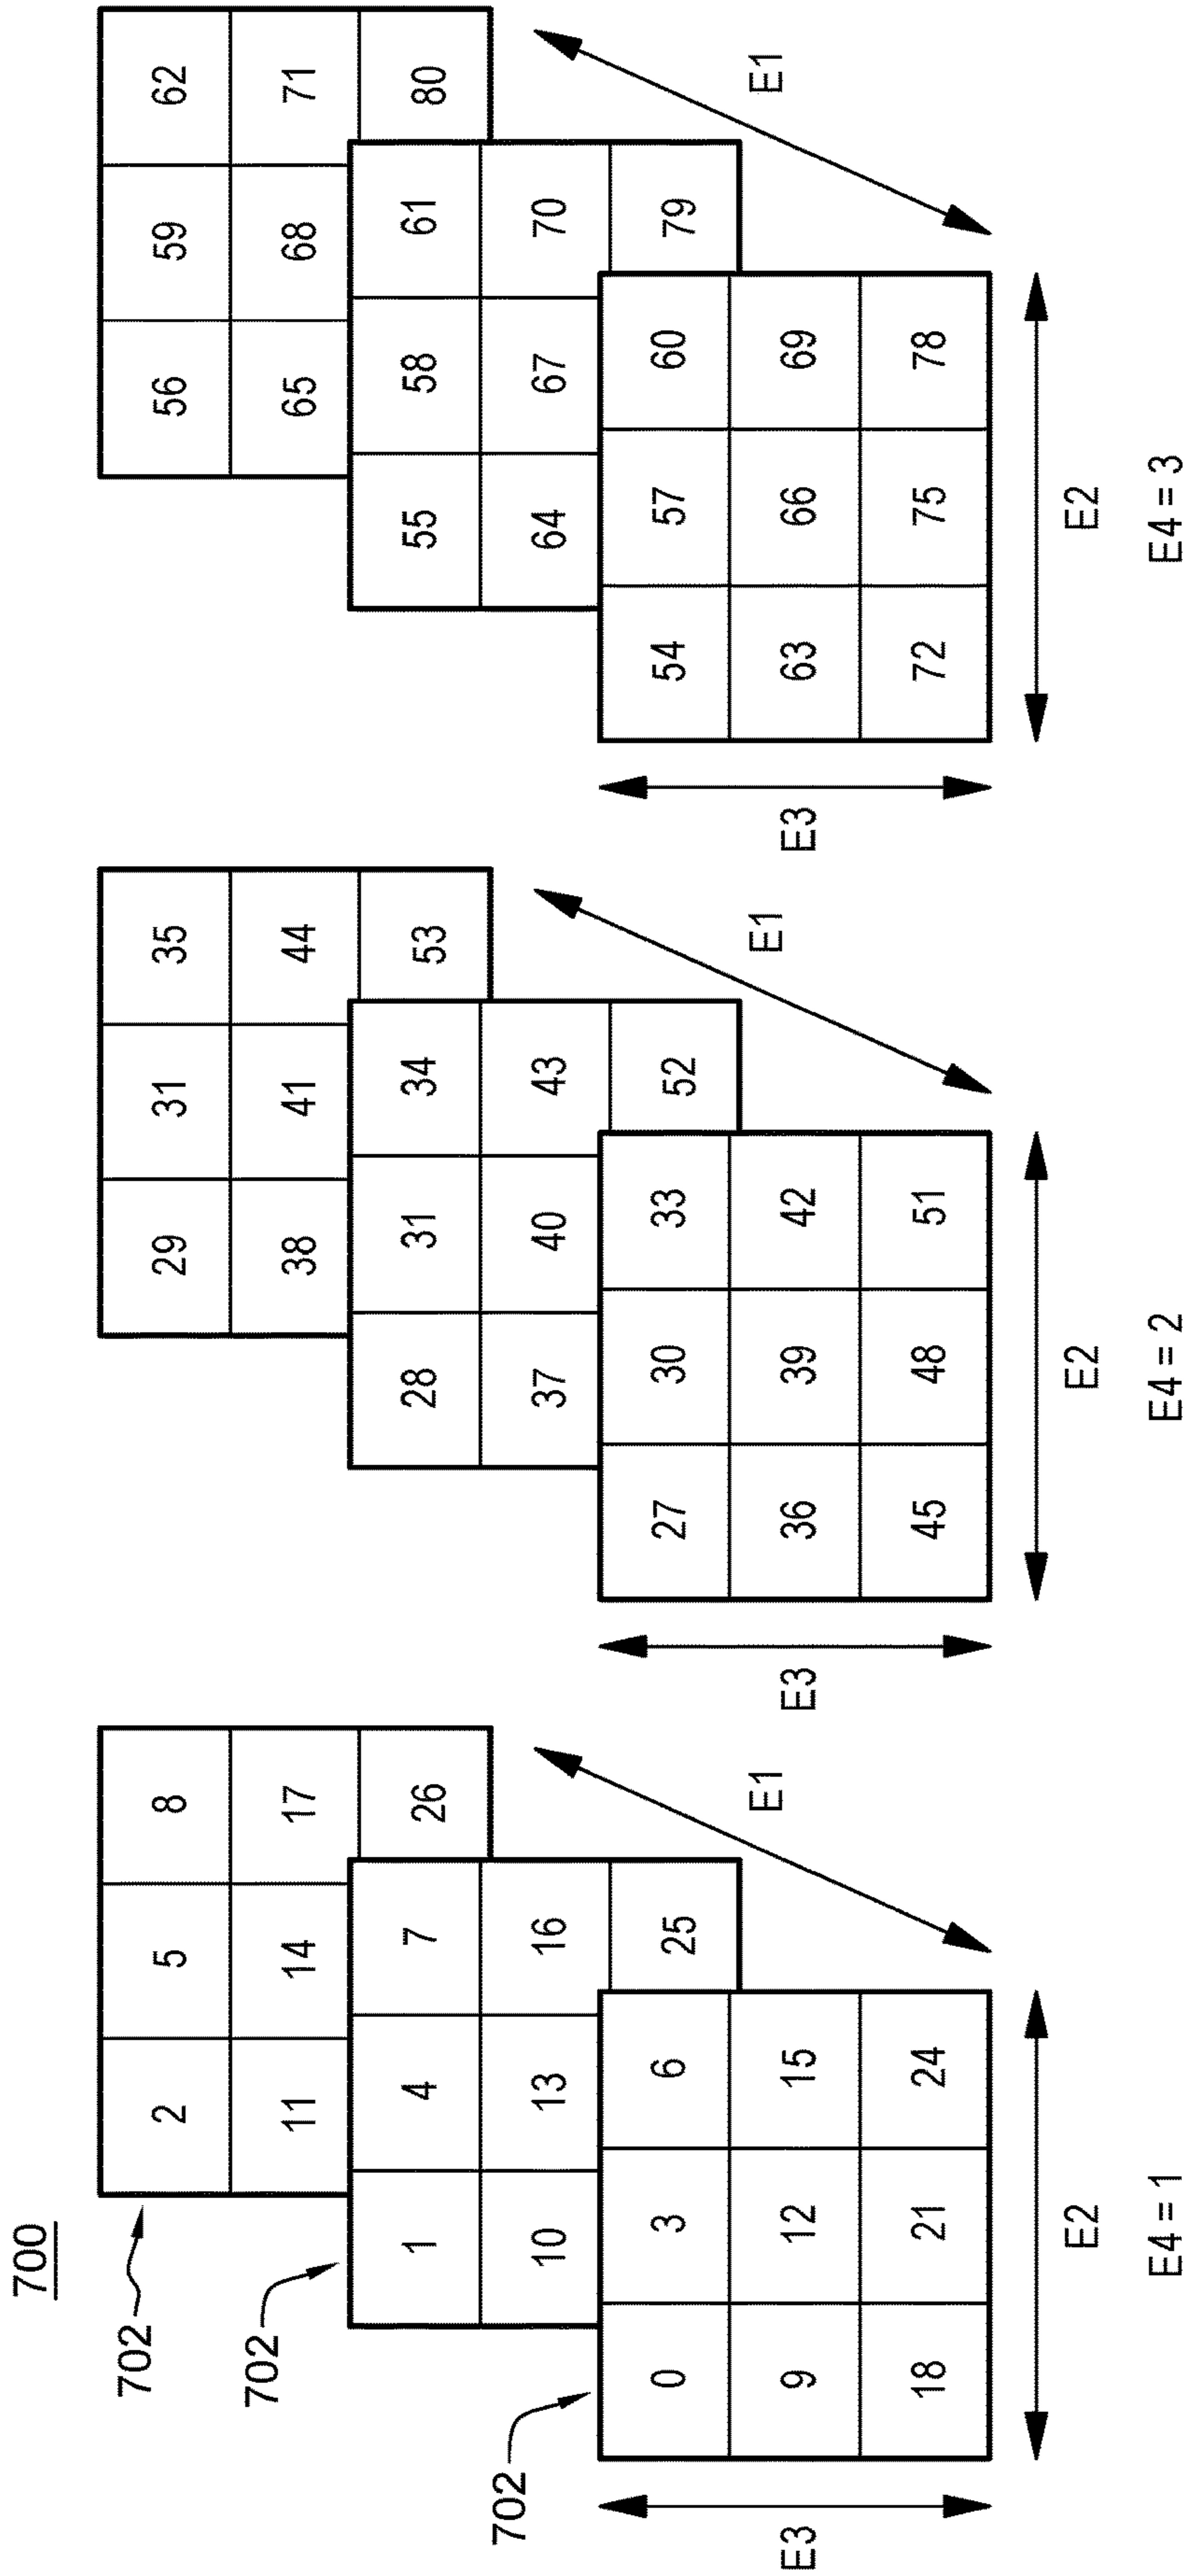 700
702
2 5 8
702
11 14 17
1 4 7
26
702
10 13 16
0 3 6
25
E1
E3
9 12 15
18 21 24
E2
E4 = 1
29 31 35
38 41 44
28 31 34
53
37 40 43
27 30 33
52
E1
E3
36 39 42
45 48 51
E2
E4 = 2
56 59 62
65 68 71
55 58 61
80
64 67 70
54 57 60
79
E1
E3
63 66 69
72 75 78
E2
E4 = 3